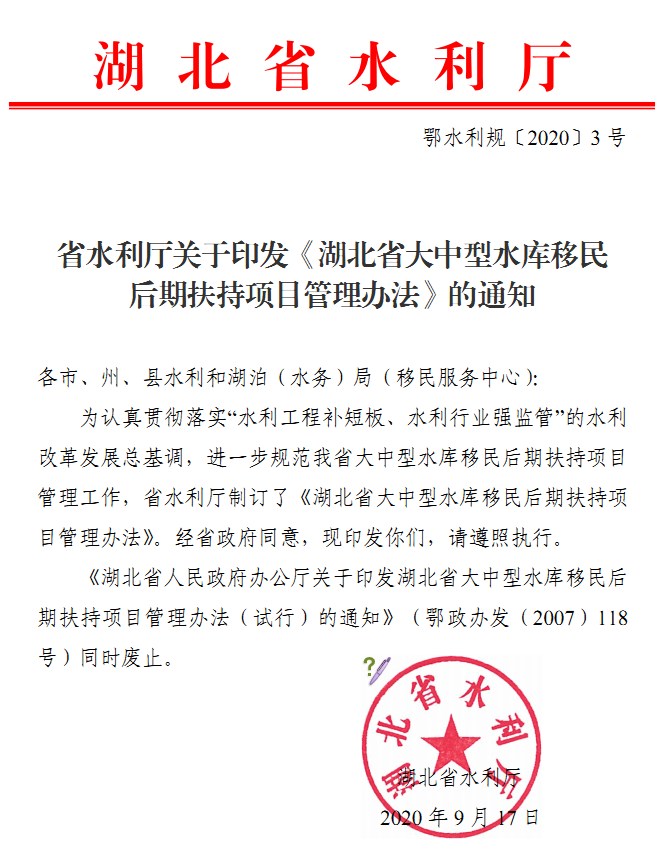 湖北省水利厅
鄂水利规〔2020〕3 号
省水利厅关于印发《湖北省大中型水库移民
后期扶持项目管理办法》的通知
各市、州、县水利和湖泊（水务）局（移民服务中心）：
为认真贯彻落实“水利工程补短板、水利行业强监管”的水利
改革发展总基调，进一步规范我省大中型水库移民后期扶持项目
管理工作，省水利厅制订了《湖北省大中型水库移民后期扶持项
目管理办法》。经省政府同意，现印发你们，请遵照执行。
《湖北省人民政府办公厅关于印发湖北省大中型水库移民后
期扶持项目管理办法（试行）的通知》（鄂政办发（2007）118
号）同时废止。
?
湖北省水利厅
湖北省水利厅
2020 年 9 月 17 日